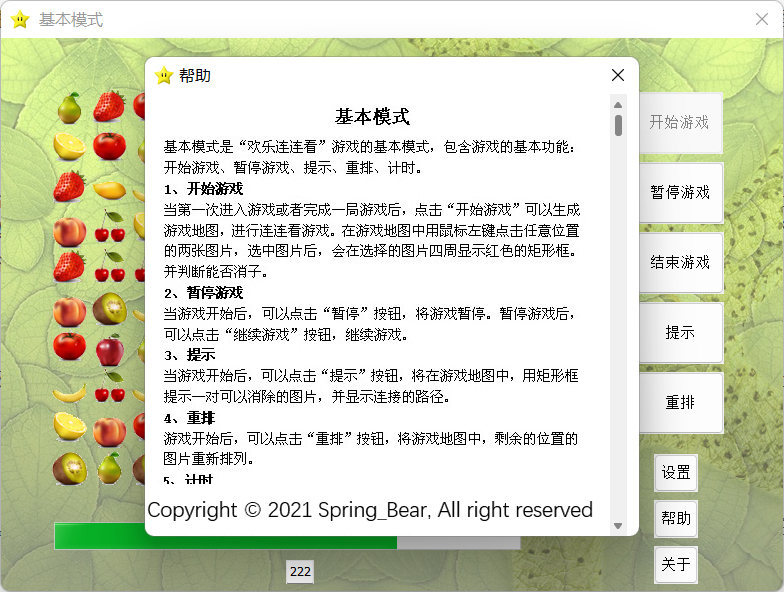 基本模式
帮助
基本模式
基本模式是“欢乐连连看”游戏的基本模式，包含游戏的基本功能：
开始游戏、暂停游戏、提示、重排、计时。
1、开始游戏
当第一次进入游戏或者完成一局游戏后，点击“开始游戏”可以生成
游戏地图，进行连连看游戏。在游戏地图中用鼠标左键点击任意位置
的两张图片，选中图片后，会在选择的图片四周显示红色的矩形框。
并判断能否消子。
2、暂停游戏
当游戏开始后，可以点击“暂停”按钮，将游戏暂停。暂停游戏后，
可以点击“继续游戏”按钮，继续游戏。
3、提示
当游戏开始后，可以点击“提示”按钮，将在游戏地图中，用矩形框
提示一对可以消除的图片，并显示连接的路径。
4、重排
游戏开始后，可以点击“重排”按钮，将游戏地图中，剩余的位置的
图片重新排列。
5、计时
Copyright © 2021 Spring_Bear, All right reserved
开始游戏
暂停游戏
结束游戏
提示
重排
设置
帮助
关于
222